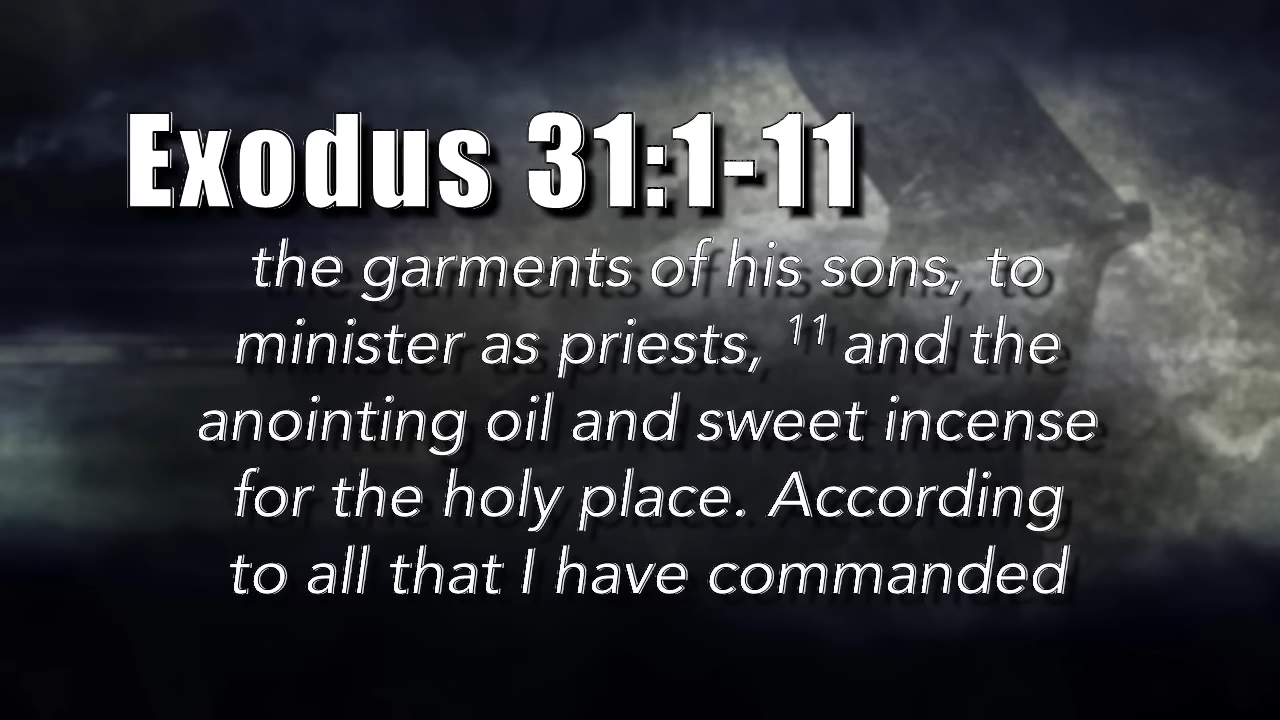 Exodus 31:1-11
the garments of his sons, to
minister as priests, ¹¹ and the
anointing oil and sweet incense
for the holy place. According
to all that I have commanded